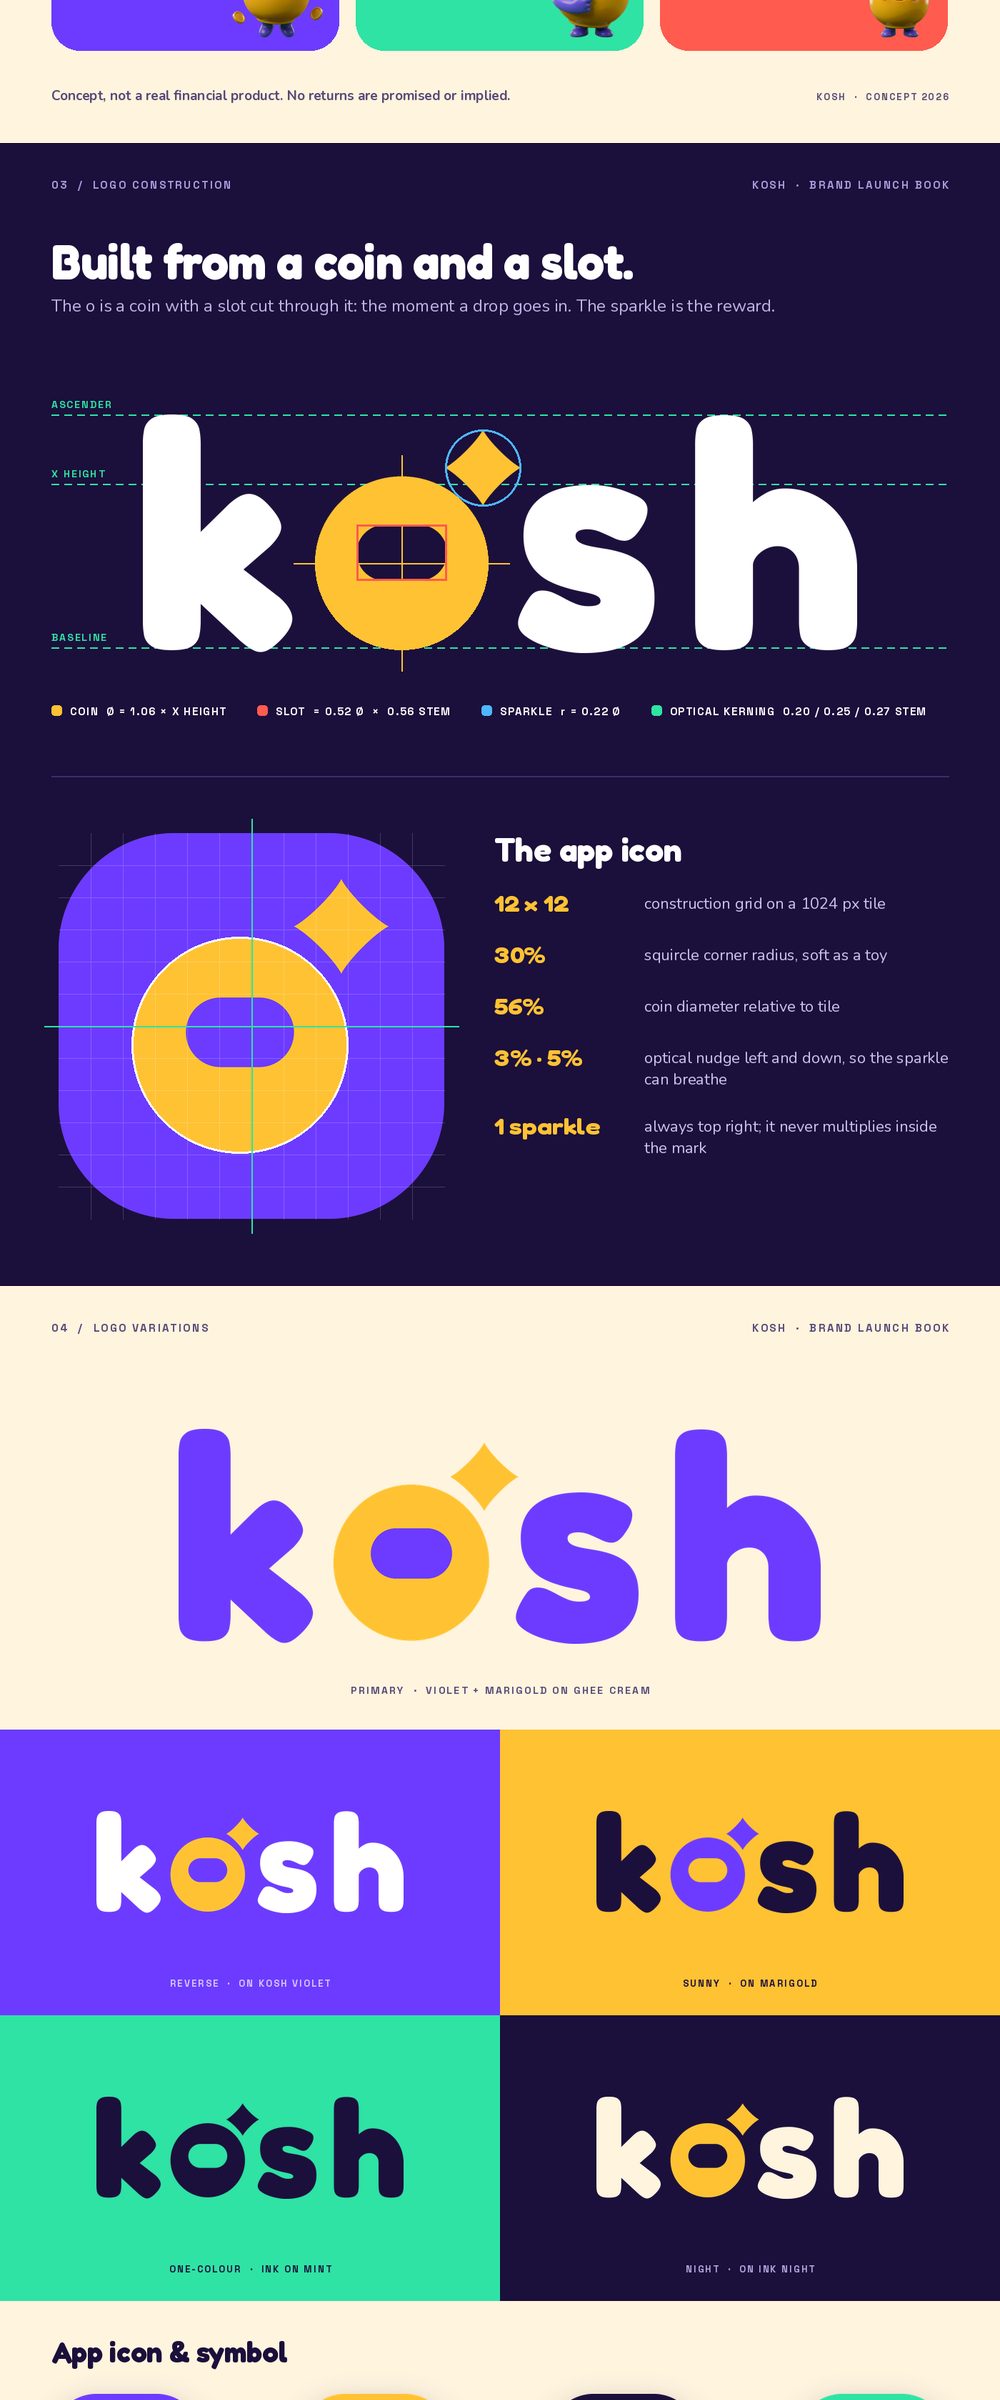 Concept, not a real financial product. No returns are promised or implied.
KOSH · CONCEPT 2026
03 / LOGO CONSTRUCTION
KOSH · BRAND LAUNCH BOOK
Built from a coin and a slot.
The o is a coin with a slot cut through it: the moment a drop goes in. The sparkle is the reward.
ASCENDER
X HEIGHT
BASELINE
kosh
COIN Ø = 1.06 × X HEIGHT
SLOT = 0.52 Ø × 0.56 STEM
SPARKLE r = 0.22 Ø
OPTICAL KERNING 0.20 / 0.25 / 0.27 STEM
The app icon
12 × 12 construction grid on a 1024 px tile
30% squircle corner radius, soft as a toy
56% coin diameter relative to tile
3% · 5% optical nudge left and down, so the sparkle
can breathe
1 sparkle always top right; it never multiplies inside
the mark
04 / LOGO VARIATIONS
KOSH · BRAND LAUNCH BOOK
kosh
PRIMARY · VIOLET + MARIGOLD ON GHEE CREAM
kosh
REVERSE · ON KOSH VIOLET
kosh
SUNNY · ON MARIGOLD
kosh
ONE-COLOUR · INK ON MINT
kosh
NIGHT · ON INK NIGHT
App icon & symbol